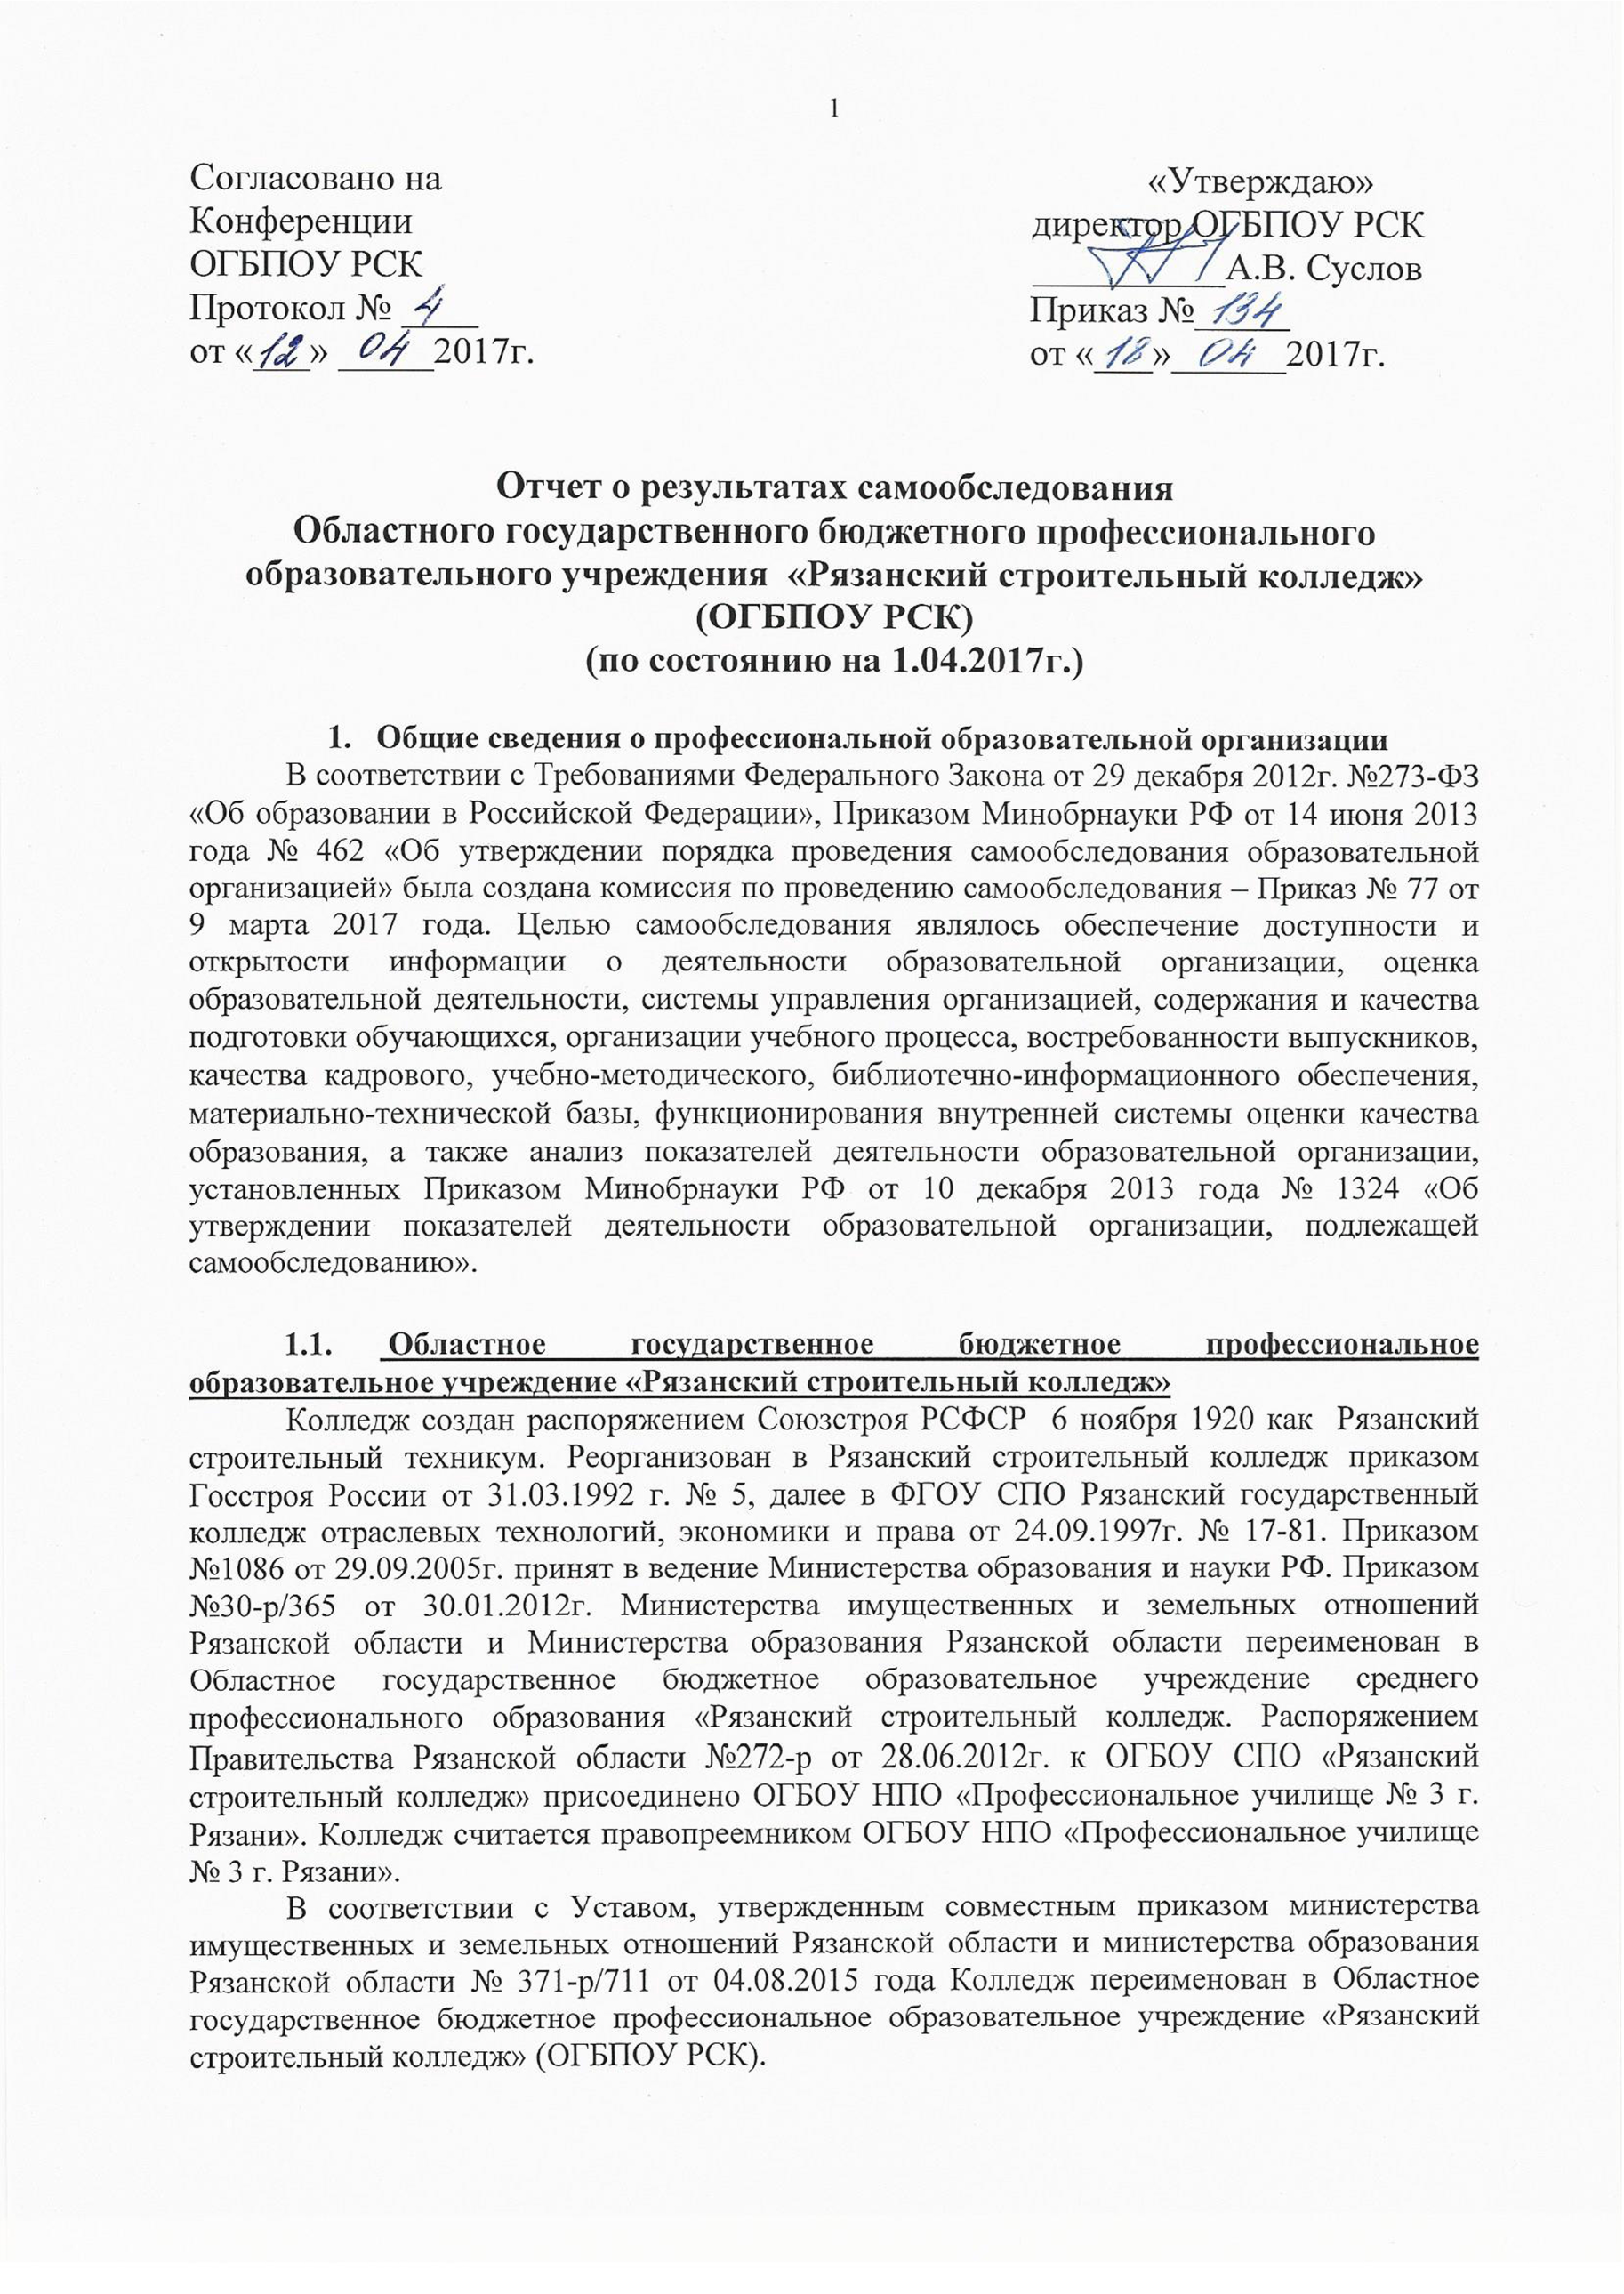 1
Согласовано на
Конференции
ОГБПОУ РСК
Протокол № 4
от «12» 04 2017г.
«Утверждаю»
директор ОГБПОУ РСК
____________А.В. Суслов
Приказ № 134
от «18» 04 2017г.
Отчет о результатах самообследования
Областного государственного бюджетного профессионального
образовательного учреждения «Рязанский строительный колледж»
(ОГБПОУ РСК)
(по состоянию на 1.04.2017г.)
1. Общие сведения о профессиональной образовательной организации
В соответствии с Требованиями Федерального Закона от 29 декабря 2012г. №273-ФЗ
«Об образовании в Российской Федерации», Приказом Минобрнауки РФ от 14 июня 2013
года № 462 «Об утверждении порядка проведения самообследования образовательной
организацией» была создана комиссия по проведению самообследования – Приказ № 77 от
9 марта 2017 года. Целью самообследования являлось обеспечение доступности и
открытости информации о деятельности образовательной организации, оценка
образовательной деятельности, системы управления организацией, содержания и качества
подготовки обучающихся, организации учебного процесса, востребованности выпускников,
качества кадрового, учебно-методического, библиотечно-информационного обеспечения,
материально-технической базы, функционирования внутренней системы оценки качества
образования, а также анализ показателей деятельности образовательной организации,
установленных Приказом Минобрнауки РФ от 10 декабря 2013 года № 1324 «Об
утверждении показателей деятельности образовательной организации, подлежащей
самообследованию».
1.1. Областное государственное бюджетное профессиональное
образовательное учреждение «Рязанский строительный колледж»
Колледж создан распоряжением Союзстроя РСФСР 6 ноября 1920 как Рязанский
строительный техникум. Реорганизован в Рязанский строительный колледж приказом
Госстроя России от 31.03.1992 г. № 5, далее в ФГОУ СПО Рязанский государственный
колледж отраслевых технологий, экономики и права от 24.09.1997г. № 17-81. Приказом
№1086 от 29.09.2005г. принят в ведение Министерства образования и науки РФ. Приказом
№30-р/365 от 30.01.2012г. Министерства имущественных и земельных отношений
Рязанской области и Министерства образования Рязанской области переименован в
Областное государственное бюджетное образовательное учреждение среднего
профессионального образования «Рязанский строительный колледж. Распоряжением
Правительства Рязанской области №272-р от 28.06.2012г. к ОГБОУ СПО «Рязанский
строительный колледж» присоединено ОГБОУ НПО «Профессиональное училище № 3 г.
Рязани». Колледж считается правопреемником ОГБОУ НПО «Профессиональное училище
№ 3 г. Рязани».
В соответствии с Уставом, утвержденным совместным приказом министерства
имущественных и земельных отношений Рязанской области и министерства образования
Рязанской области № 371-р/711 от 04.08.2015 года Колледж переименован в Областное
государственное бюджетное профессиональное образовательное учреждение «Рязанский
строительный колледж» (ОГБПОУ РСК).